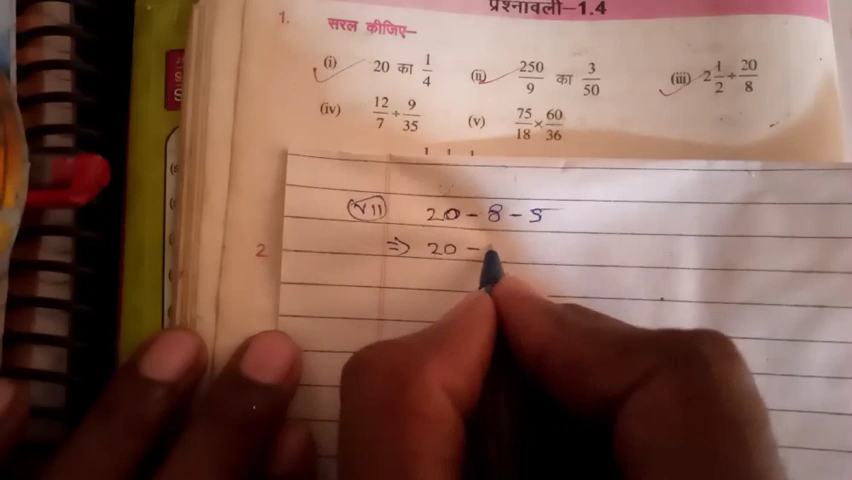 प्रश्नावली–1.4
1. सरल कीजिए–
(i) 20 का 1/4 (ii) 250/9 का 3/50 (iii) 2 1/2 ÷ 20/8
(iv) 12/7 ÷ 9/35 (v) 75/18 × 60/36
(VII) 20 - 8 - 5
2
⇒ 20 -